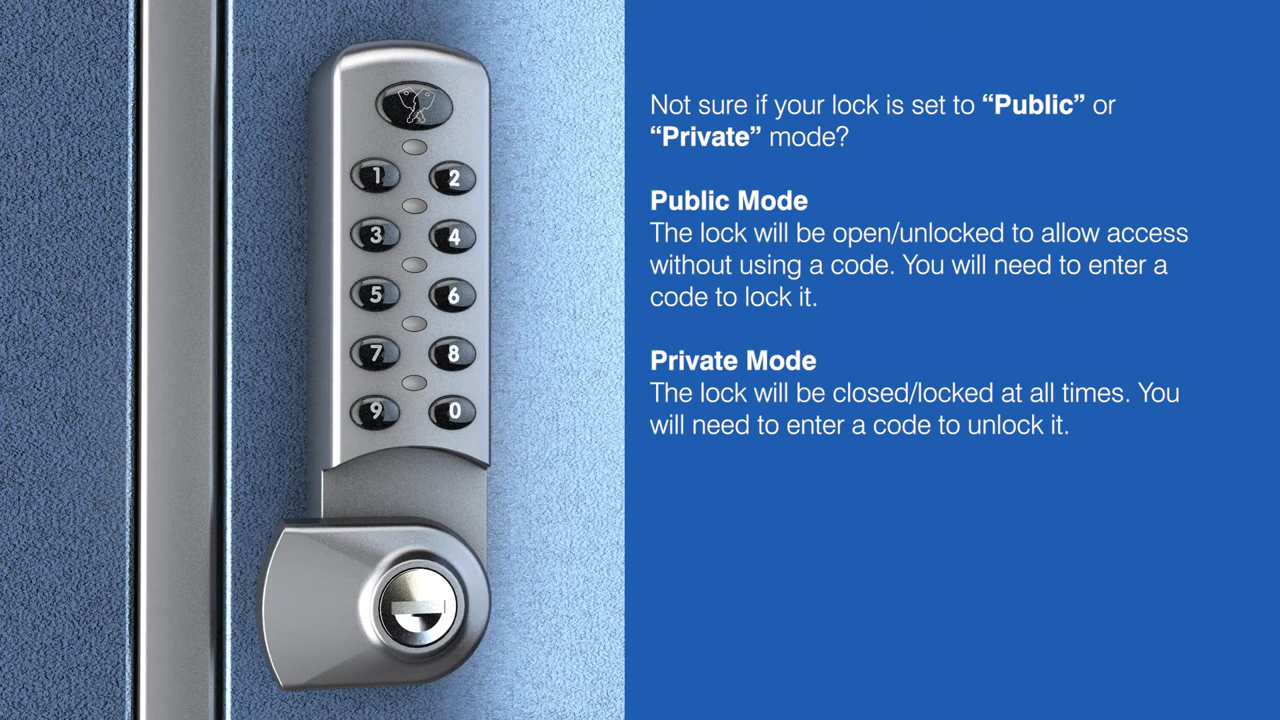 1 2
3 4
5 6
7 8
9 0
Not sure if your lock is set to “Public” or
“Private” mode?
Public Mode
The lock will be open/unlocked to allow access
without using a code. You will need to enter a
code to lock it.
Private Mode
The lock will be closed/locked at all times. You
will need to enter a code to unlock it.